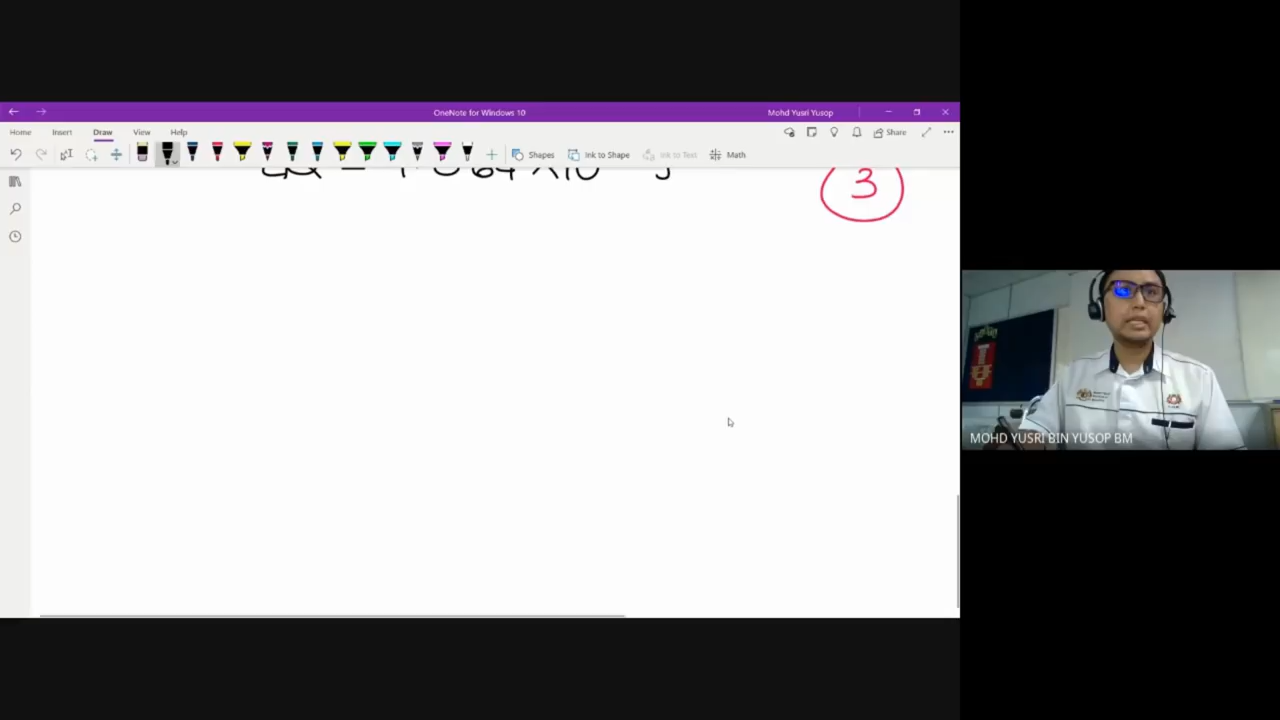 OneNote for Windows 10
Mohd Yusri Yusop
Home Insert Draw View Help
Share
Shapes
Ink to Shape
Ink to Text
Math
3
MOHD YUSRI BIN YUSOP BM